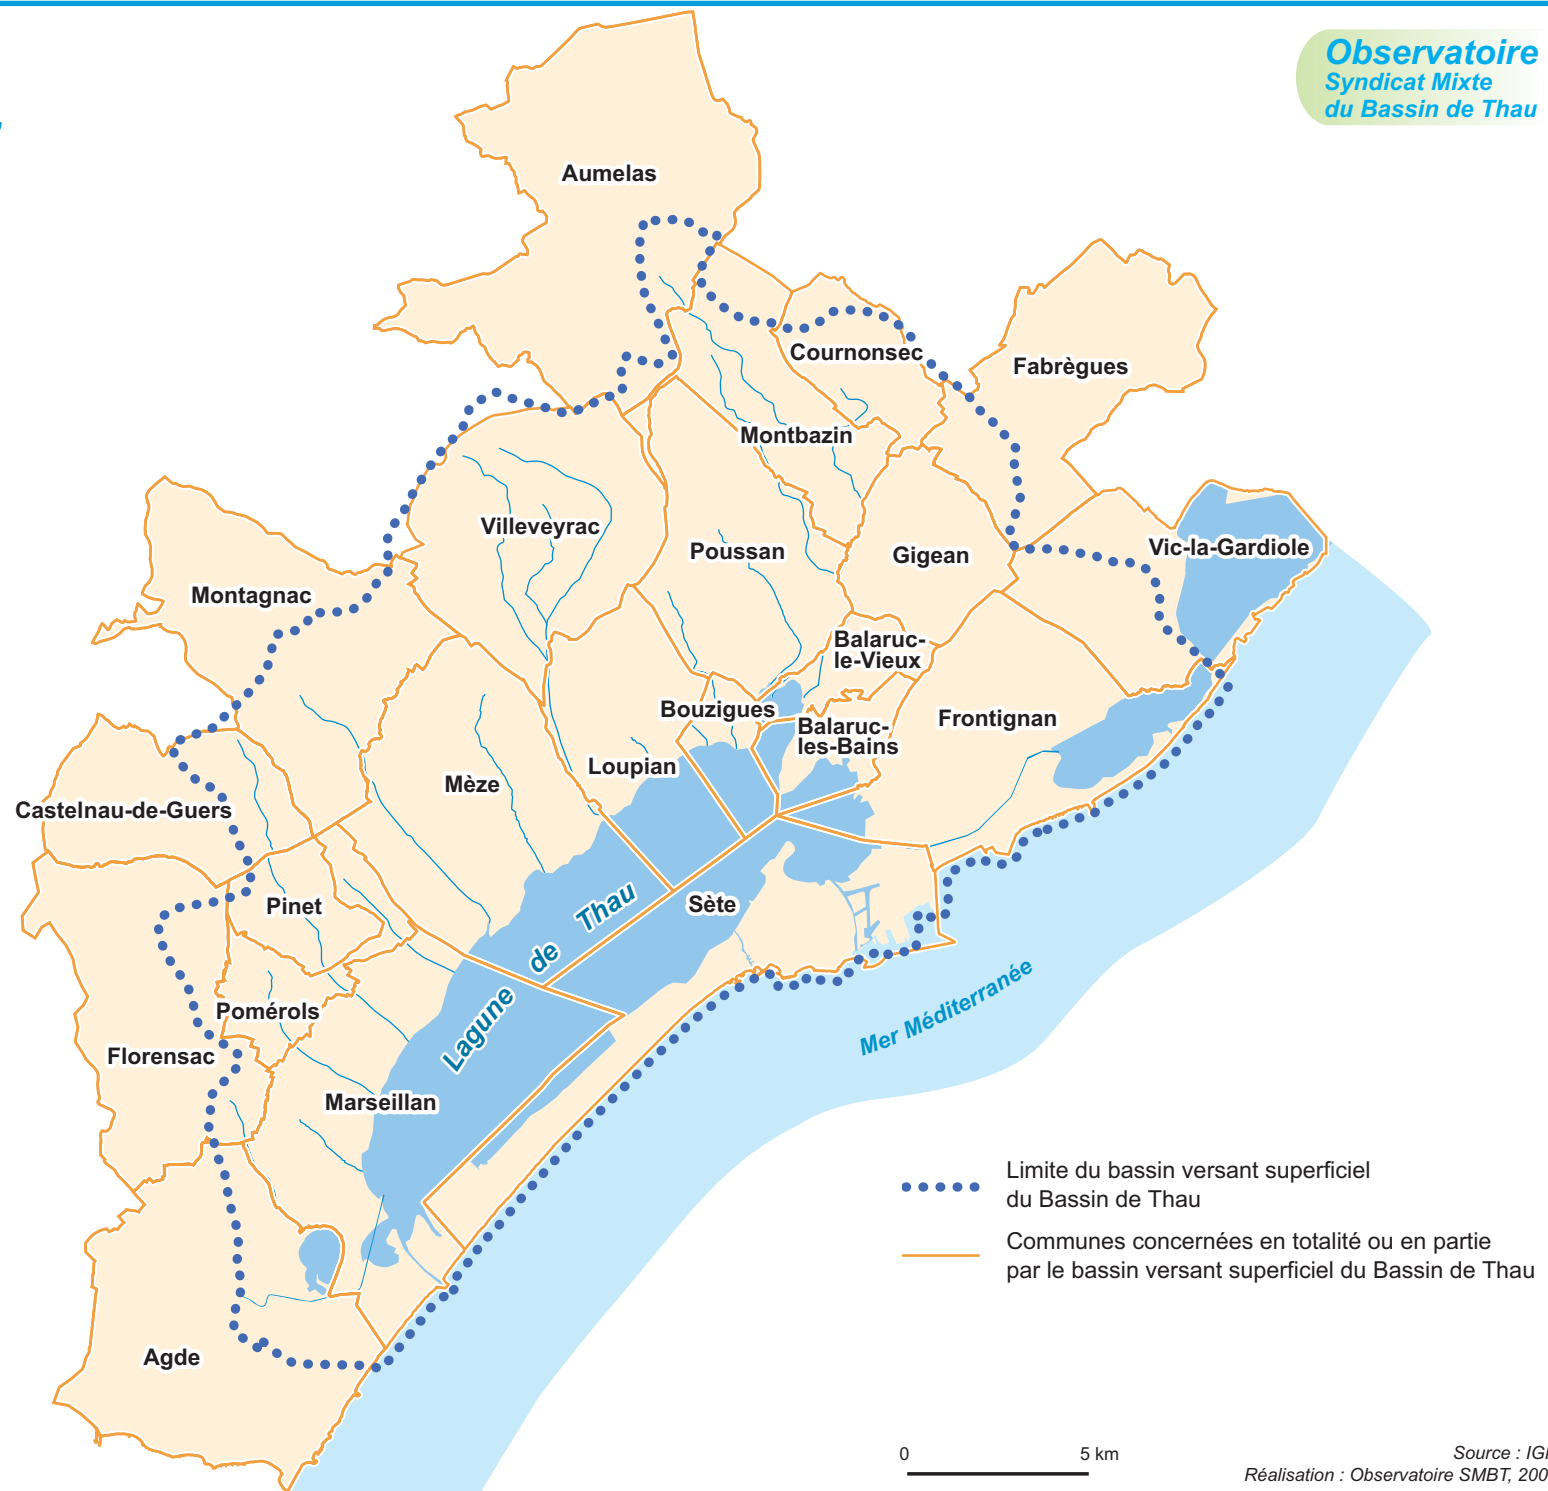 Observatoire
Syndicat Mixte
du Bassin de Thau
Aumelas
Cournonsec
Fabrègues
Montbazin
Villeveyrac
Poussan
Gigean
Vic-la-Gardiole
Montagnac
Balaruc-
le-Vieux
Bouzigues
Balaruc-
les-Bains
Frontignan
Loupian
Mèze
Castelnau-de-Guers
Pinet
Sète
Lagune de Thau
Pomérols
Florensac
Mer Méditerranée
Marseillan
Agde
Limite du bassin versant superficiel
du Bassin de Thau
Communes concernées en totalité ou en partie
par le bassin versant superficiel du Bassin de Thau
0 5 km
Source :
Réalisation : Observatoire SMBT,